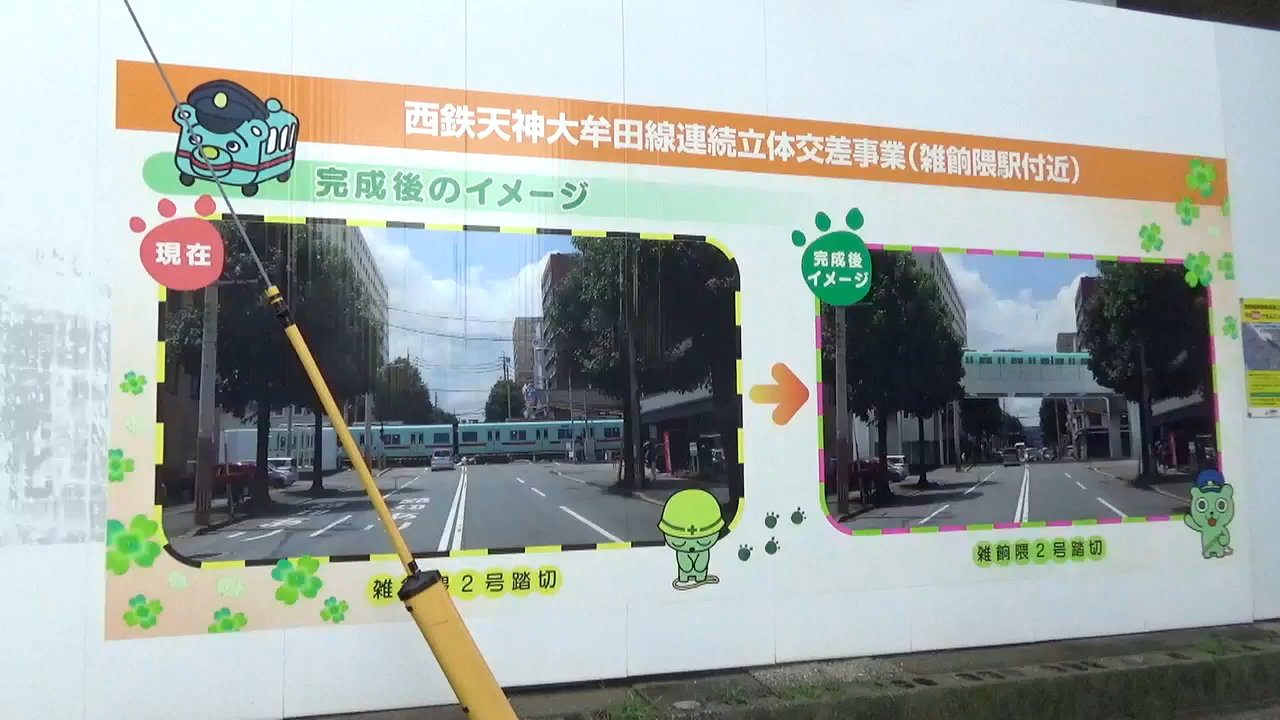 西鉄天神大牟田線連続立体交差事業(雑餉隈駅付近)
完成後のイメージ
現在
完成後
イメージ
雑
2号踏切
雑餉隈2号踏切